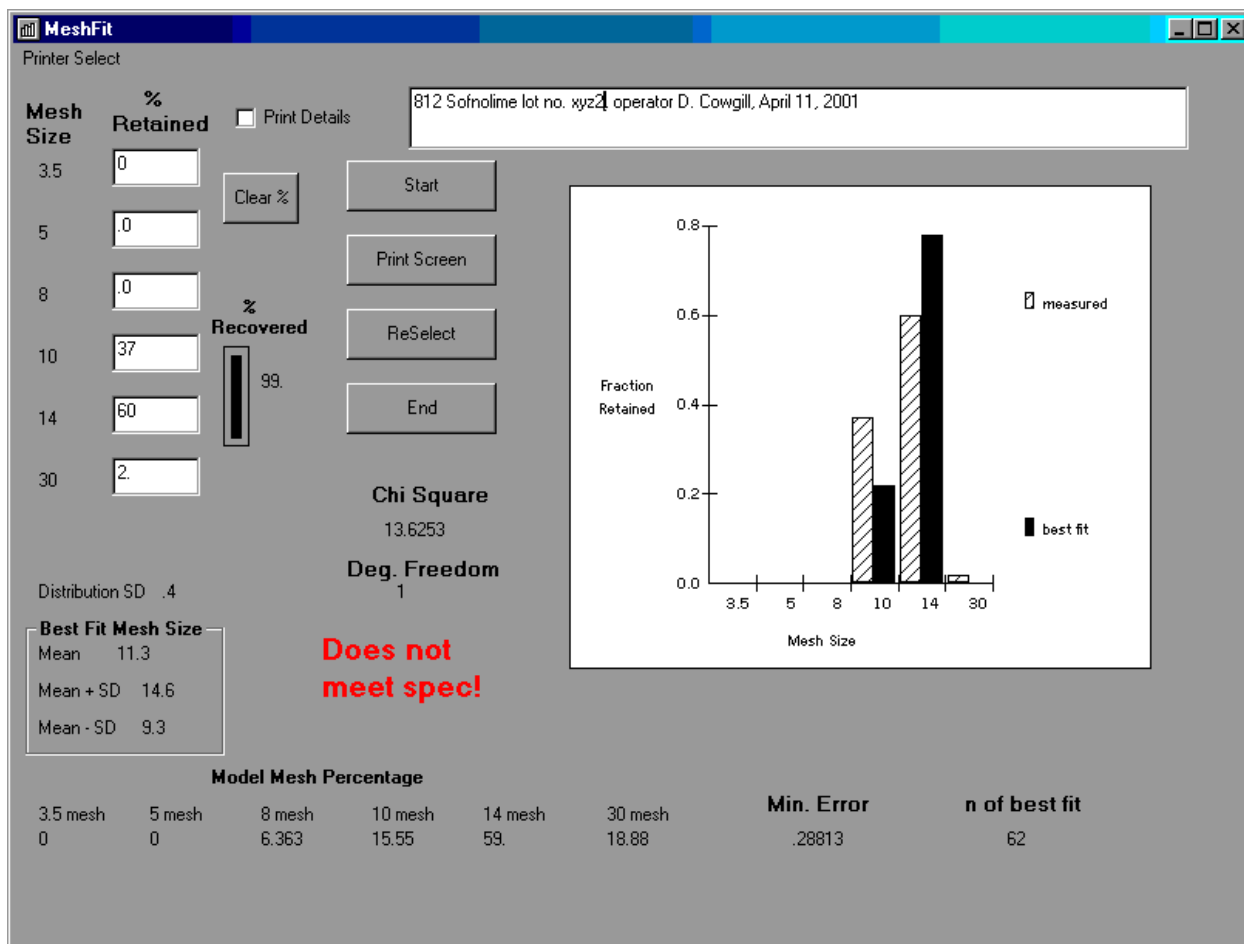 MeshFit
Printer Select
812 Sofnolime lot no. xyz2, operator D. Cowgill, April 11, 2001
Mesh Size
% Retained
Print Details
3.5 0
5 .0
8 .0
10 37
14 60
30 2.
Clear %
% Recovered
99.
Start
Print Screen
ReSelect
End
Chi Square
13.6253
Deg. Freedom
1
0.8
0.6
0.4
0.2
0.0
Fraction
Retained
3.5 5 8 10 14 30
Mesh Size
measured
best fit
Distribution SD .4
Best Fit Mesh Size
Mean 11.3
Mean + SD 14.6
Mean - SD 9.3
Does not
meet spec!
Model Mesh Percentage
3.5 mesh 5 mesh 8 mesh 10 mesh 14 mesh 30 mesh
0 0 6.363 15.55 59. 18.88
Min. Error
.28813
n of best fit
62